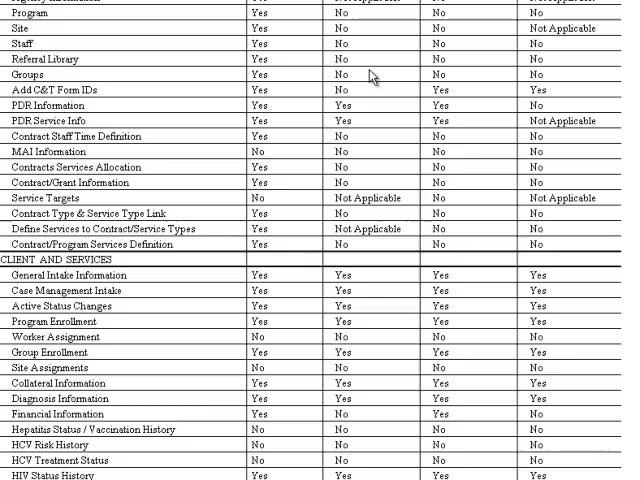 Program Yes No No No
Site Yes No No Not Applicable
Staff Yes No No No
Referral Library Yes No No No
Groups Yes No No No
Add C&T Form IDs Yes No Yes Yes
PDR Information Yes Yes Yes No
PDR Service Info Yes Yes Yes Not Applicable
Contract Staff Time Definition Yes No No No
MAI Information No No No No
Contracts Services Allocation Yes No No No
Contract/Grant Information Yes No No No
Service Targets No Not Applicable No Not Applicable
Contract Type & Service Type Link Yes No No No
Define Services to Contract/Service Types Yes Not Applicable No No
Contract/Program Services Definition Yes No No No
CLIENT AND SERVICES
General Intake Information Yes Yes Yes Yes
Case Management Intake Yes Yes Yes Yes
Active Status Changes Yes Yes Yes Yes
Program Enrollment Yes Yes Yes Yes
Worker Assignment No No No No
Group Enrollment Yes Yes Yes Yes
Site Assignments No No No No
Collateral Information Yes Yes Yes Yes
Diagnosis Information Yes Yes Yes Yes
Financial Information Yes No Yes No
Hepatitis Status / Vaccination History No No No No
HCV Risk History No No No No
HCV Treatment Status No No No No
HIV Status History Yes Yes Yes Yes